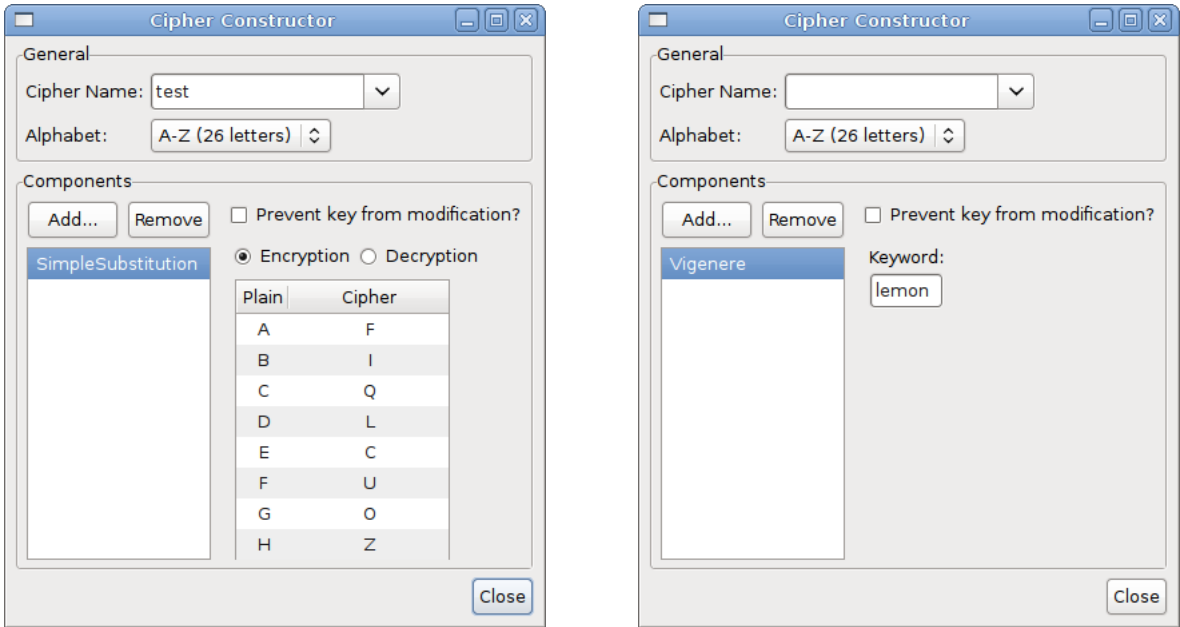 Cipher Constructor
General
Cipher Name: test
Alphabet: A-Z (26 letters)
Components
Add... Remove Prevent key from modification?
SimpleSubstitution Encryption Decryption
Plain Cipher
A F
B I
C Q
D L
E C
F U
G O
H Z
Close
Cipher Constructor
General
Cipher Name:
Alphabet: A-Z (26 letters)
Components
Add... Remove Prevent key from modification?
Vigenere Keyword:
lemon
Close